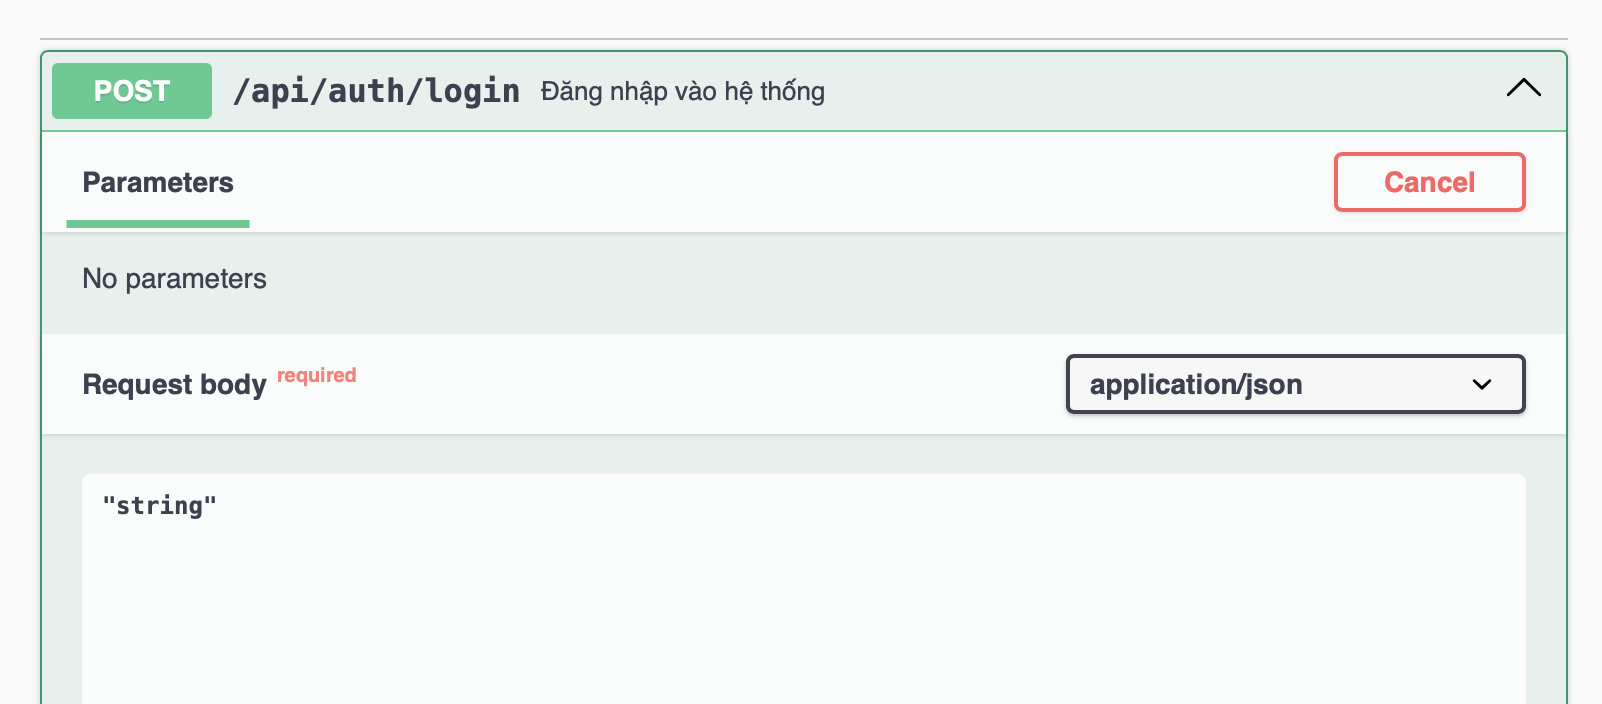 POST /api/auth/login Đăng nhập vào hệ thống
Parameters Cancel
No parameters
Request body required application/json
"string"